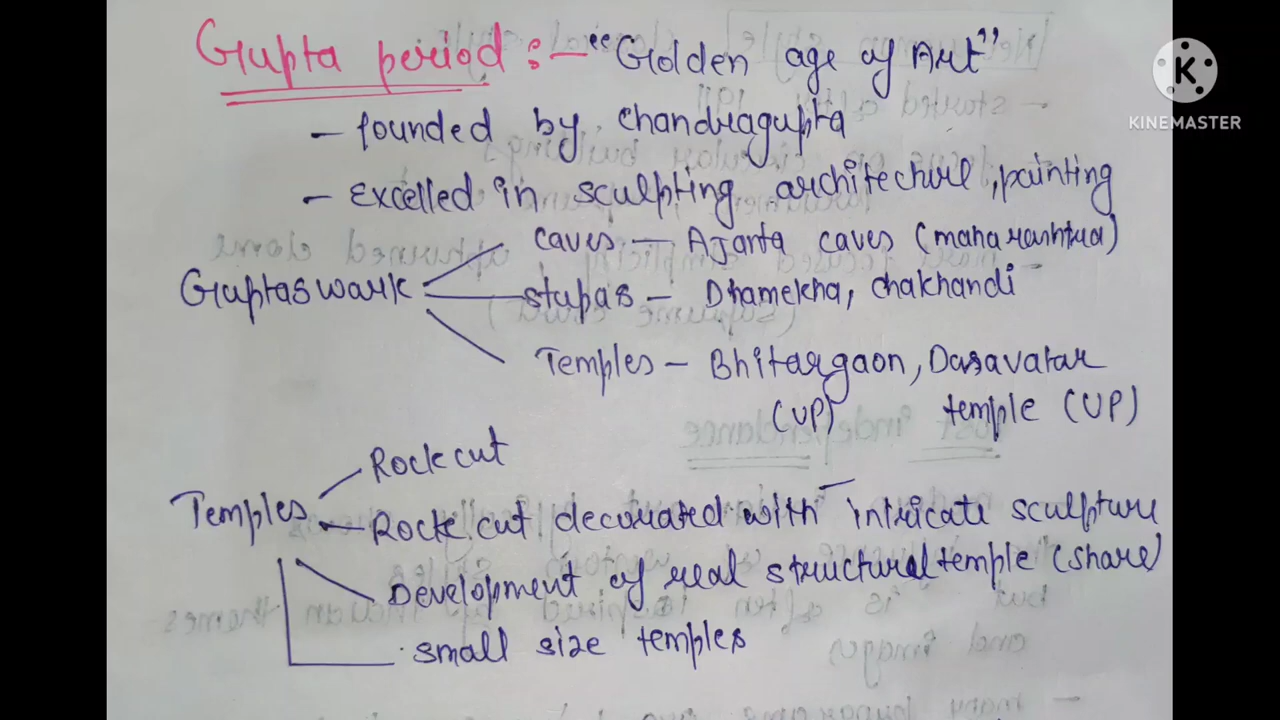 Gupta period :- "Golden age of Art"
- founded by chandragupta
- Excelled in sculpting architecture, painting
Guptas wark
caves - Ajanta caves (maharashtra)
stupas - Dhamekha, chakhandi
Temples - Bhitargaon, Dasavatar
(UP) temple (UP)
Temples
Rock cut
Rock cut decorated with intricate sculpture
Development of real structural temple (share)
small size temples
K
KINEMASTER